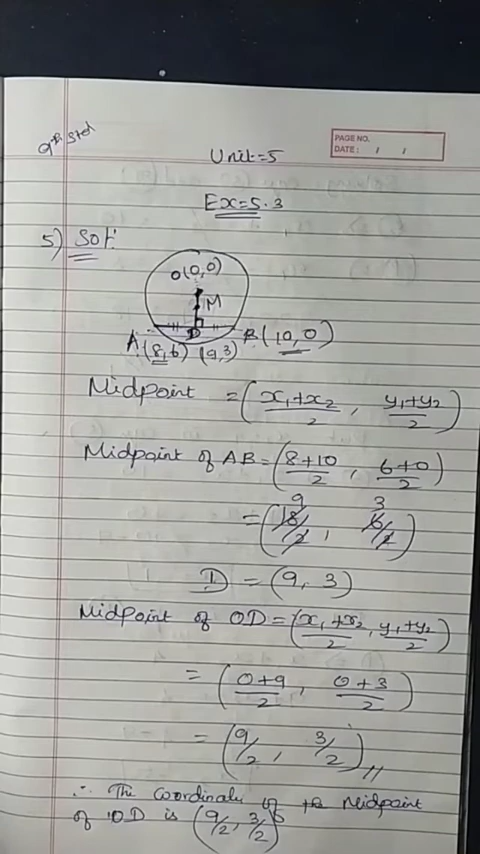 9th Std
PAGE NO.
DATE: / /
Unit=5
Ex=5.3
5) Sol:
O(0,0)
M
D
A(8,6) (9,3) B(10,0)
Midpoint = (x₁+x₂/2, y₁+y₂/2)
Midpoint of AB = (8+10/2, 6+0/2)
9 3
= (18/2, 6/2)
D = (9, 3)
Midpoint of OD = (x₁+x₂/2, y₁+y₂/2)
= (0+9/2, 0+3/2)
= (9/2, 3/2)//
∴ The Coordinate of the Midpoint
of OD is (9/2, 3/2)